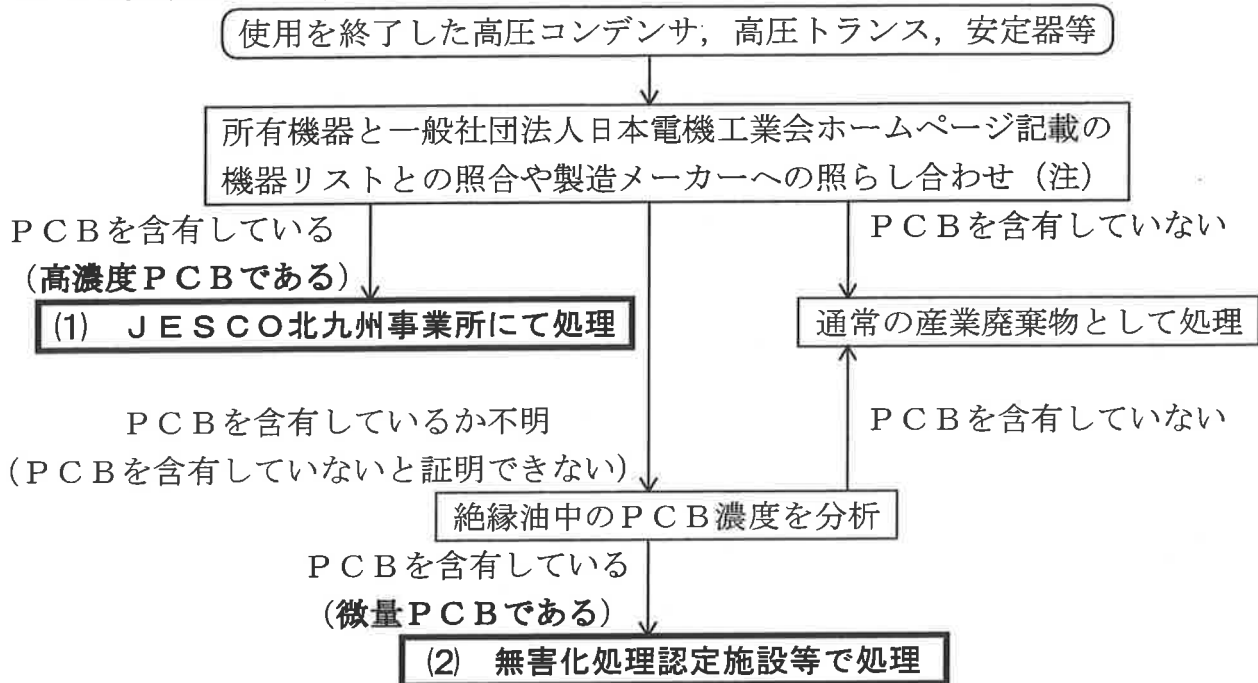 使用を終了した高圧コンデンサ，高圧トランス，安定器等
所有機器と一般社団法人日本電機工業会ホームページ記載の
機器リストとの照合や製造メーカーへの照らし合わせ（注）
ＰＣＢを含有している
（高濃度ＰＣＢである）
ＰＣＢを含有していない
(1)　ＪＥＳＣＯ北九州事業所にて処理
通常の産業廃棄物として処理
ＰＣＢを含有しているか不明
（ＰＣＢを含有していないと証明できない）
ＰＣＢを含有していない
絶縁油中のＰＣＢ濃度を分析
ＰＣＢを含有している
（微量ＰＣＢである）
(2)　無害化処理認定施設等で処理